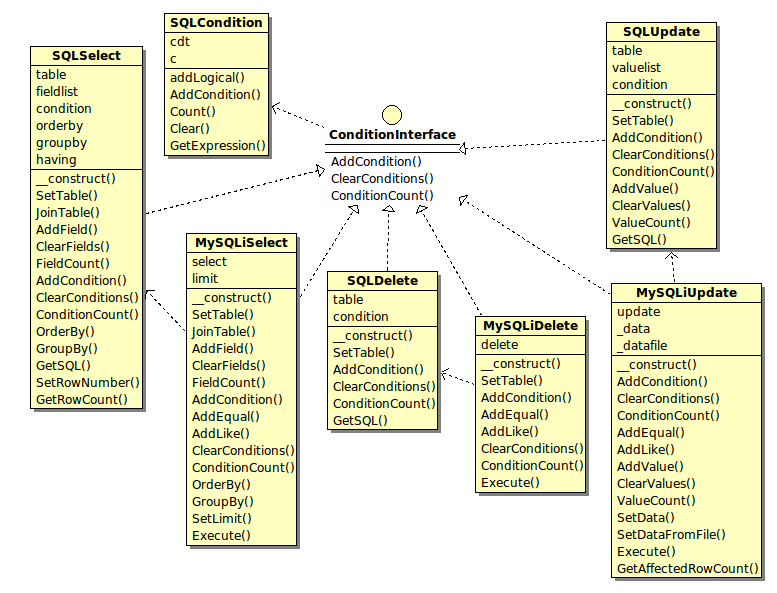 SQLCondition
cdt
c
addLogical()
AddCondition()
Count()
Clear()
GetExpression()
SQLSelect
table
fieldlist
condition
orderby
groupby
having
__construct()
SetTable()
JoinTable()
AddField()
ClearFields()
FieldCount()
AddCondition()
ClearConditions()
ConditionCount()
OrderBy()
GroupBy()
GetSQL()
SetRowNumber()
GetRowCount()
ConditionInterface
AddCondition()
ClearConditions()
ConditionCount()
SQLUpdate
table
valuelist
condition
__construct()
SetTable()
AddCondition()
ClearConditions()
ConditionCount()
AddValue()
ClearValues()
ValueCount()
GetSQL()
MySQLiSelect
select
limit
__construct()
SetTable()
JoinTable()
AddField()
ClearFields()
FieldCount()
AddCondition()
AddEqual()
AddLike()
ClearConditions()
ConditionCount()
OrderBy()
GroupBy()
SetLimit()
Execute()
SQLDelete
table
condition
__construct()
SetTable()
AddCondition()
ClearConditions()
ConditionCount()
GetSQL()
MySQLiDelete
delete
__construct()
SetTable()
AddCondition()
AddEqual()
AddLike()
ClearConditions()
ConditionCount()
Execute()
MySQLiUpdate
update
_data
_datafile
__construct()
AddCondition()
ClearConditions()
ConditionCount()
AddEqual()
AddLike()
AddValue()
ClearValues()
ValueCount()
SetData()
SetDataFromFile()
Execute()
GetAffectedRowCount()